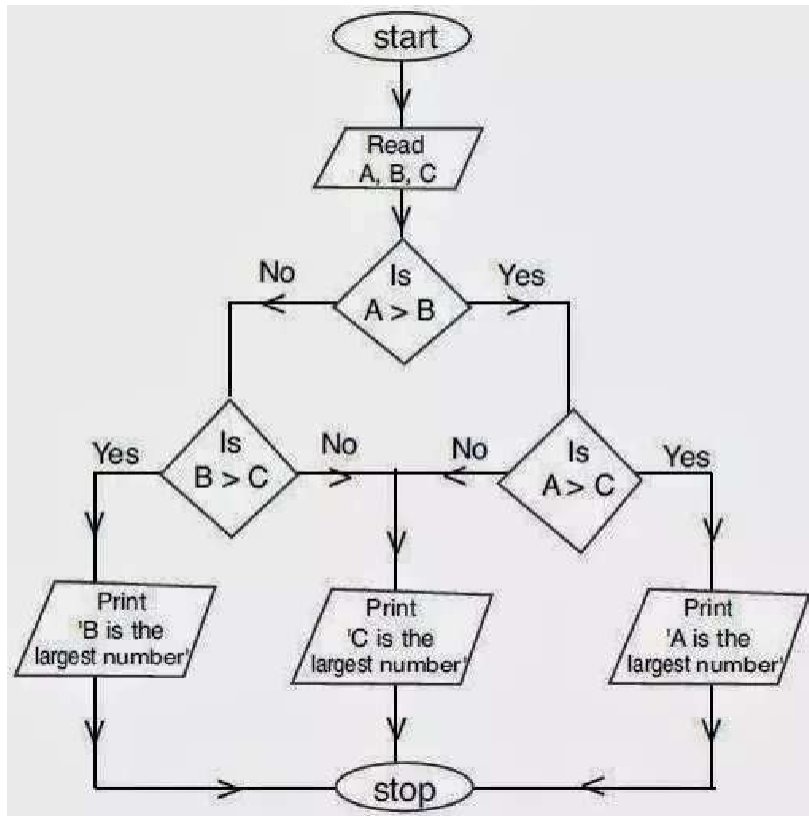 start
Read
A, B, C
Is
A > B
No
Yes
Is
B > C
Yes
No
Is
A > C
No
Yes
Print
'B is the
largest number'
Print
'C is the
largest number'
Print
'A is the
largest number'
stop